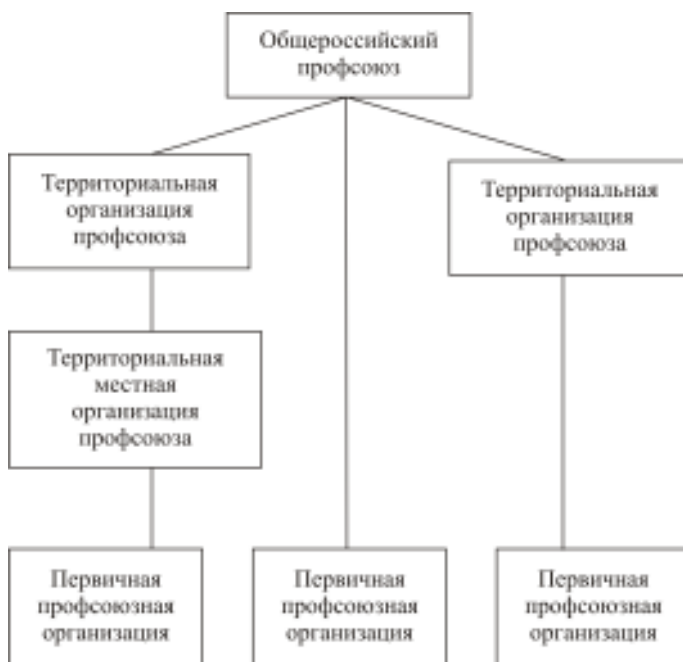 Общероссийский
профсоюз
Территориальная
организация
профсоюза
Территориальная
организация
профсоюза
Территориальная
местная
организация
профсоюза
Первичная
профсоюзная
организация
Первичная
профсоюзная
организация
Первичная
профсоюзная
организация